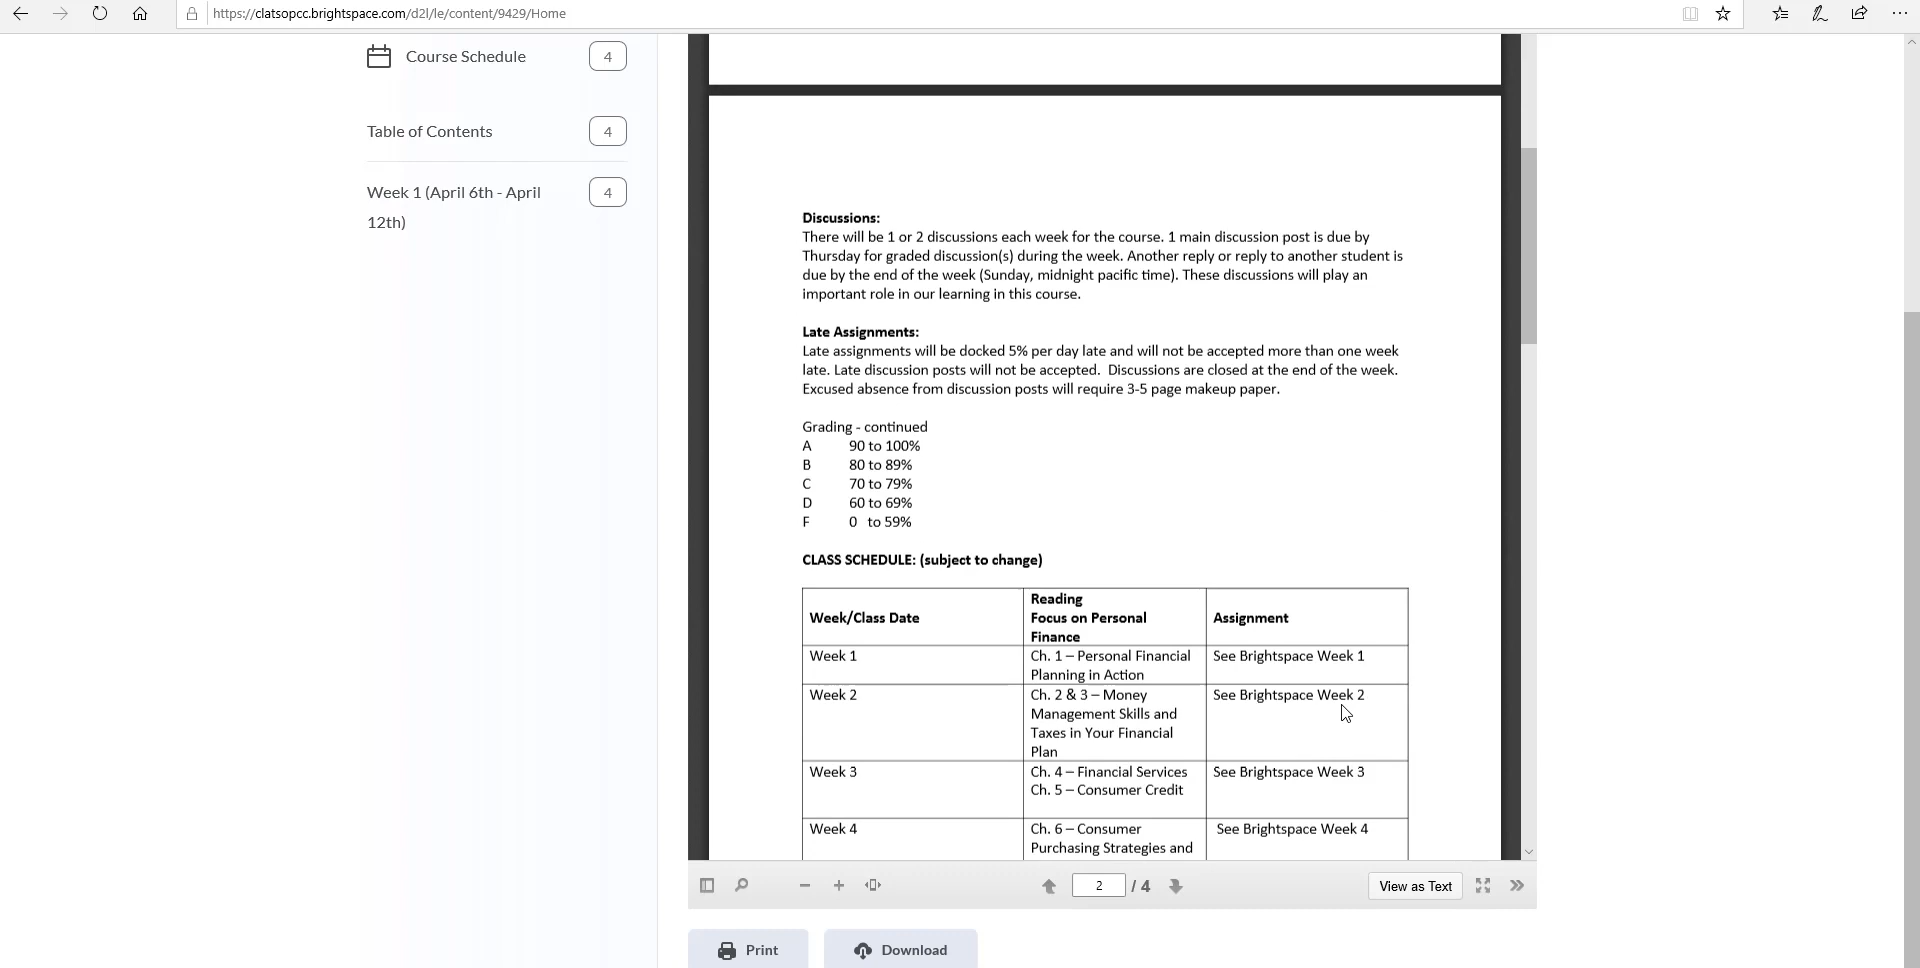 https://clatsopcc.brightspace.com/d2l/le/content/9429/Home
Course Schedule
4
Table of Contents
4
Week 1 (April 6th - April
12th)
4
Discussions:
There will be 1 or 2 discussions each week for the course. 1 main discussion post is due by
Thursday for graded discussion(s) during the week. Another reply or reply to another student is
due by the end of the week (Sunday, midnight pacific time). These discussions will play an
important role in our learning in this course.
Late Assignments:
Late assignments will be docked 5% per day late and will not be accepted more than one week
late. Late discussion posts will not be accepted.  Discussions are closed at the end of the week.
Excused absence from discussion posts will require 3-5 page makeup paper.
Grading - continued
A 90 to 100%
B 80 to 89%
C 70 to 79%
D 60 to 69%
F 0 to 59%
CLASS SCHEDULE: (subject to change)
Week/Class Date
Reading
Focus on Personal
Finance
Assignment
Week 1
Ch. 1 – Personal Financial
Planning in Action
See Brightspace Week 1
Week 2
Ch. 2 & 3 – Money
Management Skills and
Taxes in Your Financial
Plan
See Brightspace Week 2
Week 3
Ch. 4 – Financial Services
Ch. 5 – Consumer Credit
See Brightspace Week 3
Week 4
Ch. 6 – Consumer
Purchasing Strategies and
See Brightspace Week 4
2 / 4
View as Text
Print
Download